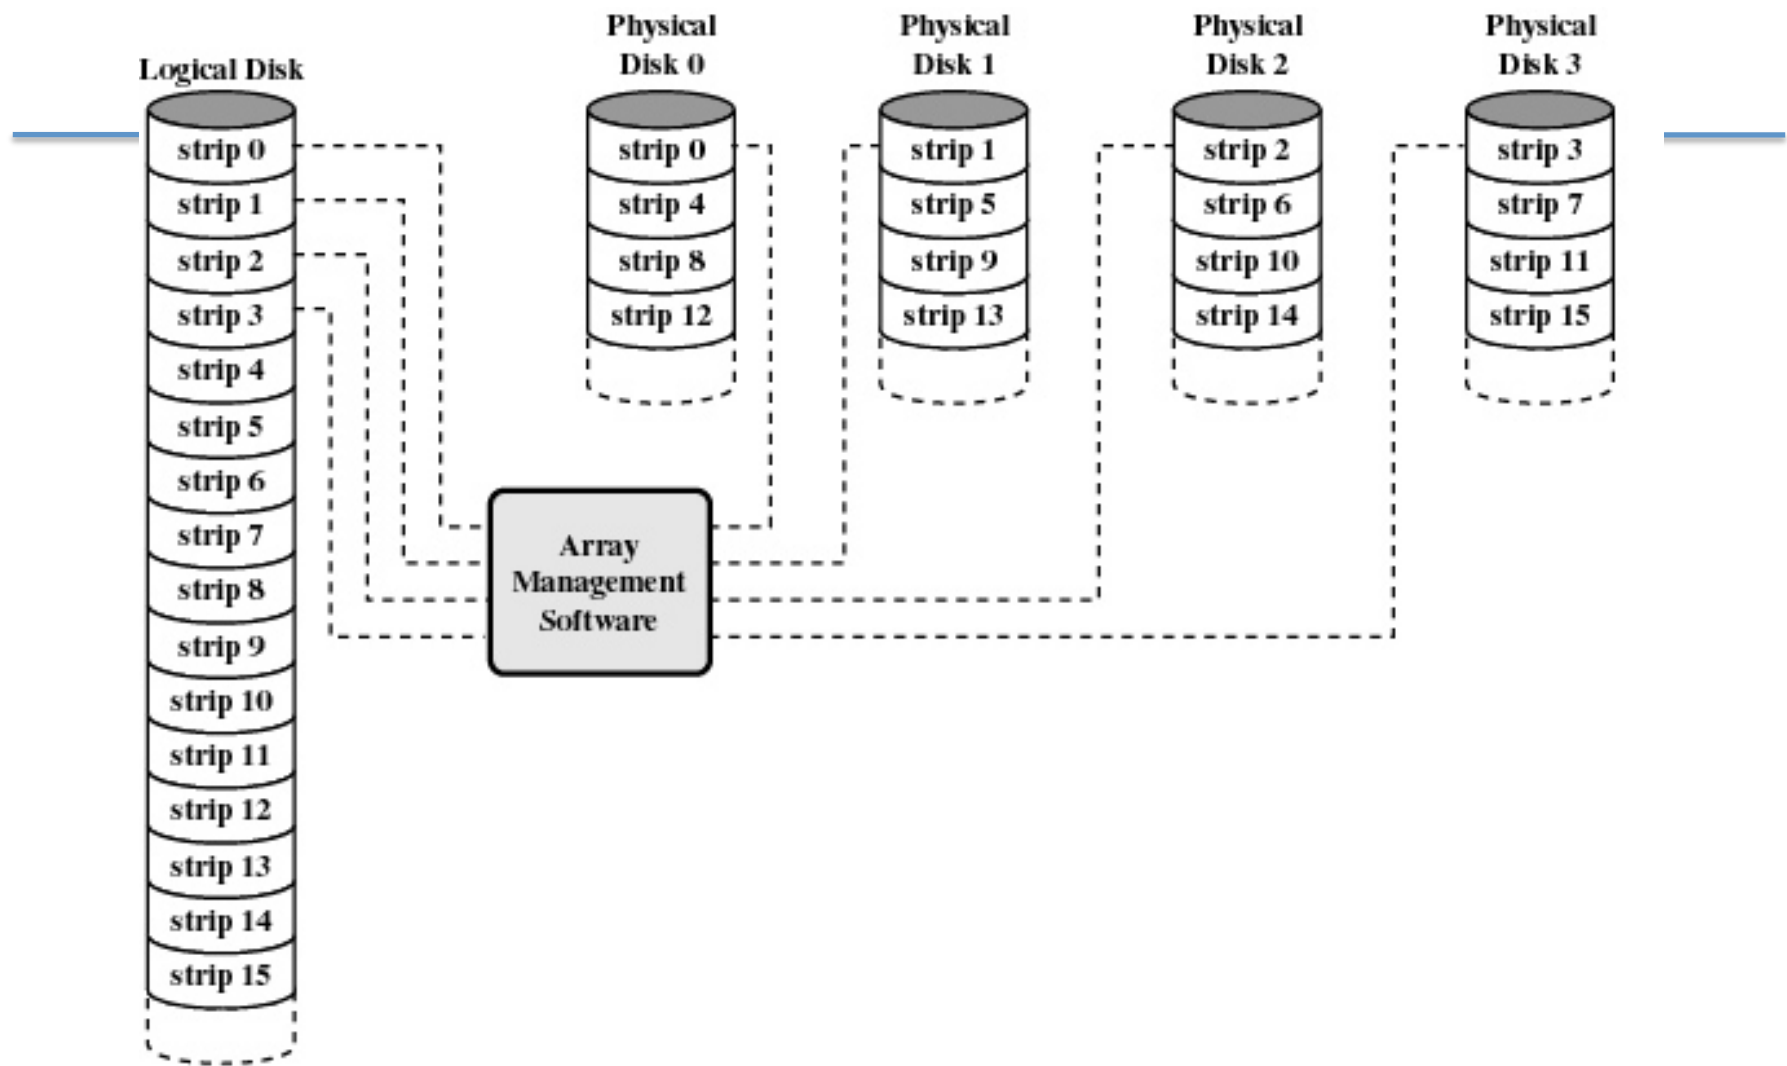 Logical Disk
strip 0
strip 1
strip 2
strip 3
strip 4
strip 5
strip 6
strip 7
strip 8
strip 9
strip 10
strip 11
strip 12
strip 13
strip 14
strip 15
Physical
Disk 0
strip 0
strip 4
strip 8
strip 12
Physical
Disk 1
strip 1
strip 5
strip 9
strip 13
Physical
Disk 2
strip 2
strip 6
strip 10
strip 14
Physical
Disk 3
strip 3
strip 7
strip 11
strip 15
Array
Management
Software